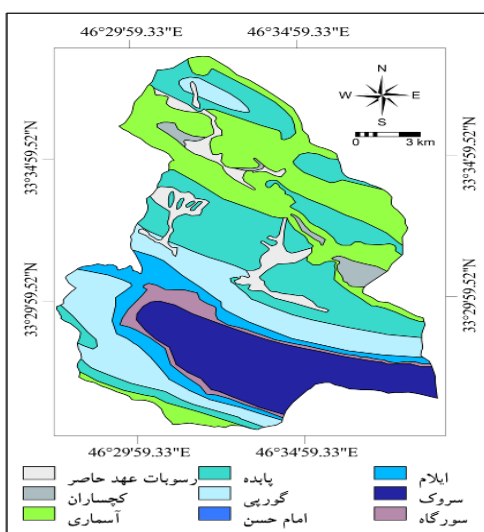 46°29'59.33"E 46°34'59.33"E
N
W E
S
0 3 km
33°34'59.52"N 33°34'59.52"N
33°29'59.52"N 33°29'59.52"N
46°29'59.33"E 46°34'59.33"E
رسوبات عهد حاصر پابده ایلام
کچساران گورپی سروک
آسماری امام حسن سورگاه